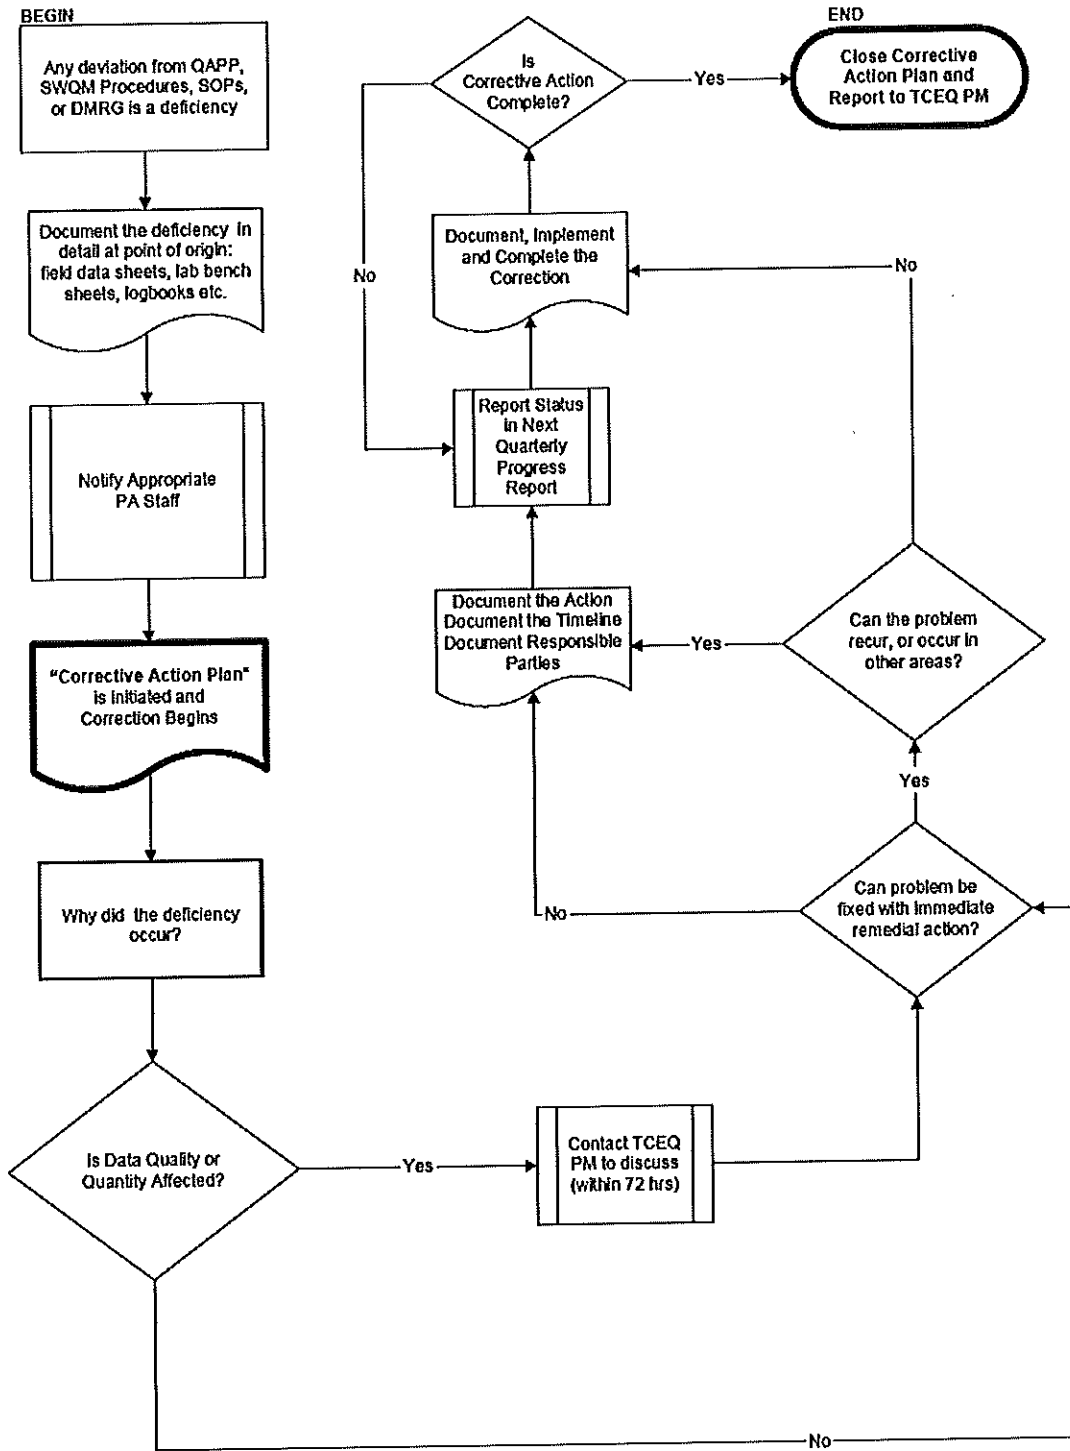 BEGIN
Any deviation from QAPP,
SWQM Procedures, SOPs,
or DMRG is a deficiency
Document the deficiency in
detail at point of origin:
field data sheets, lab bench
sheets, logbooks etc.
Notify Appropriate
PA Staff
"Corrective Action Plan"
is Initiated and
Correction Begins
Why did the deficiency
occur?
Is Data Quality or
Quantity Affected?
Yes
No
Contact TCEQ
PM to discuss
(within 72 hrs)
Can problem be
fixed with immediate
remedial action?
No
Yes
Can the problem
recur, or occur in
other areas?
Yes
No
Document the Action
Document the Timeline
Document Responsible
Parties
Report Status
in Next
Quarterly
Progress
Report
Document, Implement
and Complete the
Correction
Is
Corrective Action
Complete?
No
Yes
END
Close Corrective
Action Plan and
Report to TCEQ PM